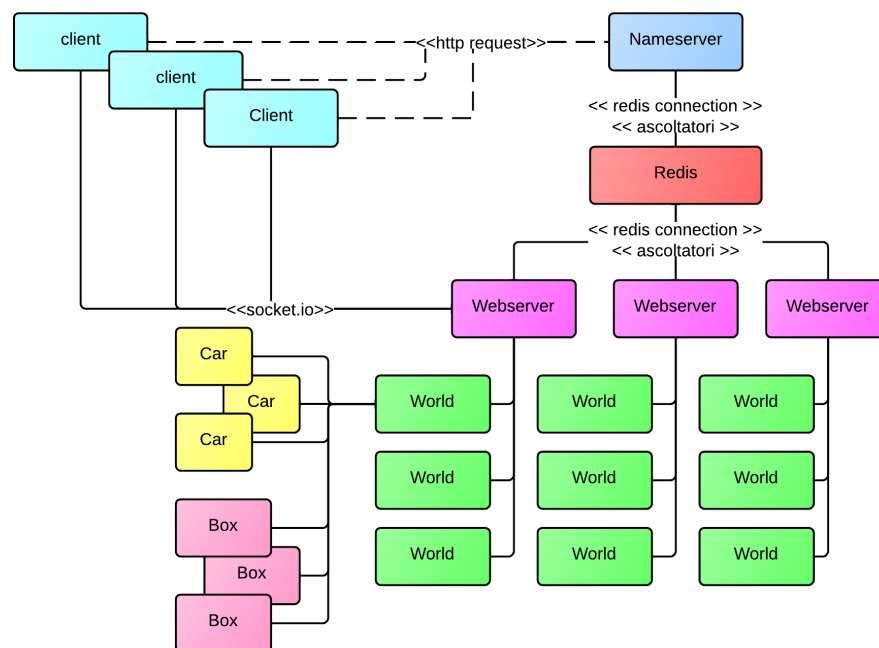 client
<<http request>>
Nameserver
client
Client
<< redis connection >>
<< ascoltatori >>
Redis
<< redis connection >>
<< ascoltatori >>
<<socket.io>>
Webserver
Webserver
Webserver
Car
Car
Car
World
World
World
World
World
World
World
World
World
Box
Box
Box